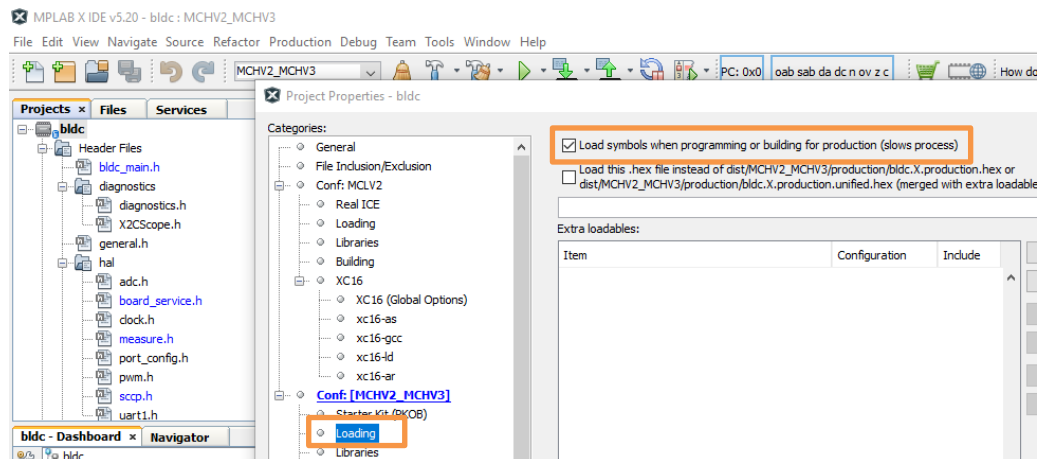 MPLAB X IDE v5.20 - bldc : MCHV2_MCHV3
File Edit View Navigate Source Refactor Production Debug Team Tools Window Help
MCHV2_MCHV3
PC: 0x0
oab sab da dc n ov z c
How do
Projects × Files Services
bldc
Header Files
bldc_main.h
diagnostics
diagnostics.h
X2CScope.h
general.h
hal
adc.h
board_service.h
clock.h
measure.h
port_config.h
pwm.h
sccp.h
uart1.h
bldc - Dashboard × Navigator
bldc
Project Properties - bldc
Categories:
General
File Inclusion/Exclusion
Conf: MCLV2
Real ICE
Loading
Libraries
Building
XC16
XC16 (Global Options)
xc16-as
xc16-gcc
xc16-ld
xc16-ar
Conf: [MCHV2_MCHV3]
Starter Kit (PKOB)
Loading
Libraries
Load symbols when programming or building for production (slows process)
Load this .hex file instead of dist/MCHV2_MCHV3/production/bldc.X.production.hex or
dist/MCHV2_MCHV3/production/bldc.X.production.unified.hex (merged with extra loadable
Extra loadables:
Item Configuration Include